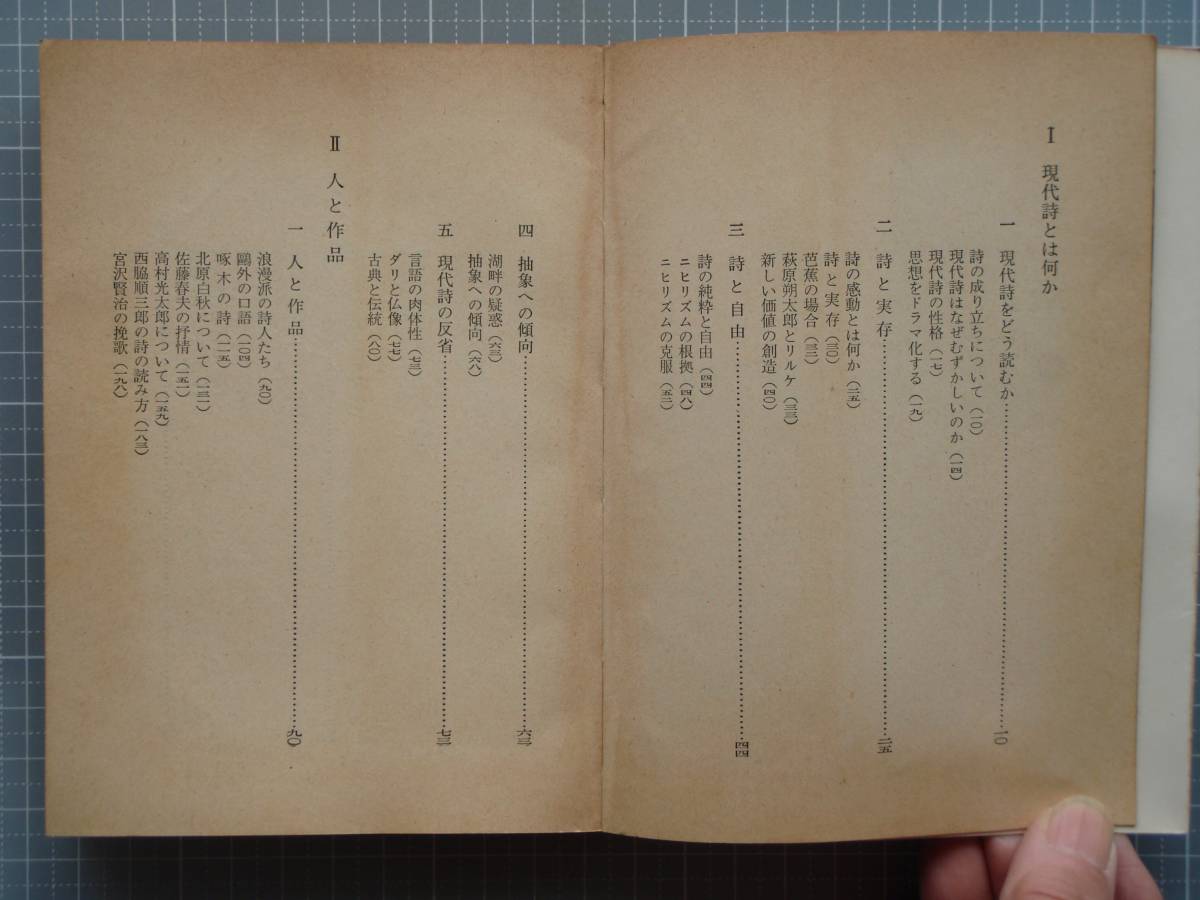 I 現代詩とは何か
一 現代詩をどう読むか……………一〇
詩の成り立ちについて（一〇）
現代詩はなぜむずかしいのか（一四）
現代詩の性格（一七）
思想をドラマ化する（一九）
二 詩と実存……………二五
詩の感動とは何か（二五）
詩と実存（三〇）
芭蕉の場合（三一）
萩原朔太郎とリルケ（三三）
新しい価値の創造（四〇）
三 詩と自由……………四四
詩の純粋と自由（四四）
ニヒリズムの根拠（四八）
ニヒリズムの克服（五二）
四 抽象への傾向……………六三
湖畔の疑惑（六三）
抽象への傾向（六八）
五 現代詩の反省……………七三
言語の肉体性（七三）
ダリと仏像（七七）
古典と伝統（八〇）
II 人と作品
一 人と作品……………九〇
浪漫派の詩人たち（九〇）
鷗外の口語（一〇四）
啄木の詩（一一五）
北原白秋について（一三一）
佐藤春夫の抒情（一五一）
高村光太郎について（一五九）
西脇順三郎の詩の読み方（一八三）
宮沢賢治の挽歌（一九八）